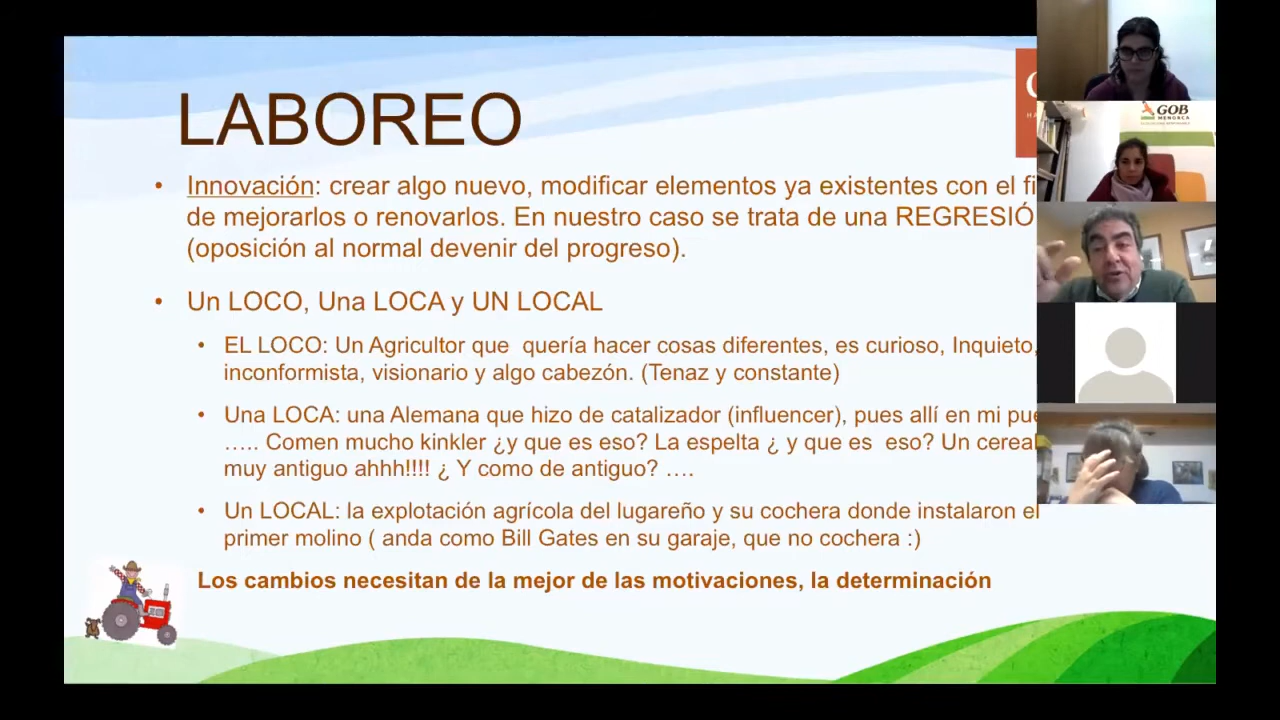 LABOREO
• Innovación: crear algo nuevo, modificar elementos ya existentes con el
de mejorarlos o renovarlos. En nuestro caso se trata de una
(oposición al normal devenir del progreso).
• Un LOCO, Una LOCA y UN LOCAL
• EL LOCO: Un Agricultor que quería hacer cosas diferentes, es curioso, Inquieto,
inconformista, visionario y algo cabezón. (Tenaz y constante)
• Una LOCA: una Alemana que hizo de catalizador (influencer), pues allí en mi
….. Comen mucho kinkler ¿y que es eso? La espelta ¿ y que es eso? Un cereal
muy antiguo ahhh!!!! ¿ Y como de antiguo? ….
• Un LOCAL: la explotación agrícola del lugareño y su cochera donde instalaron el
primer molino ( anda como Bill Gates en su garaje, que no cochera :)
Los cambios necesitan de la mejor de las motivaciones, la determinación
GOB
MENORCA